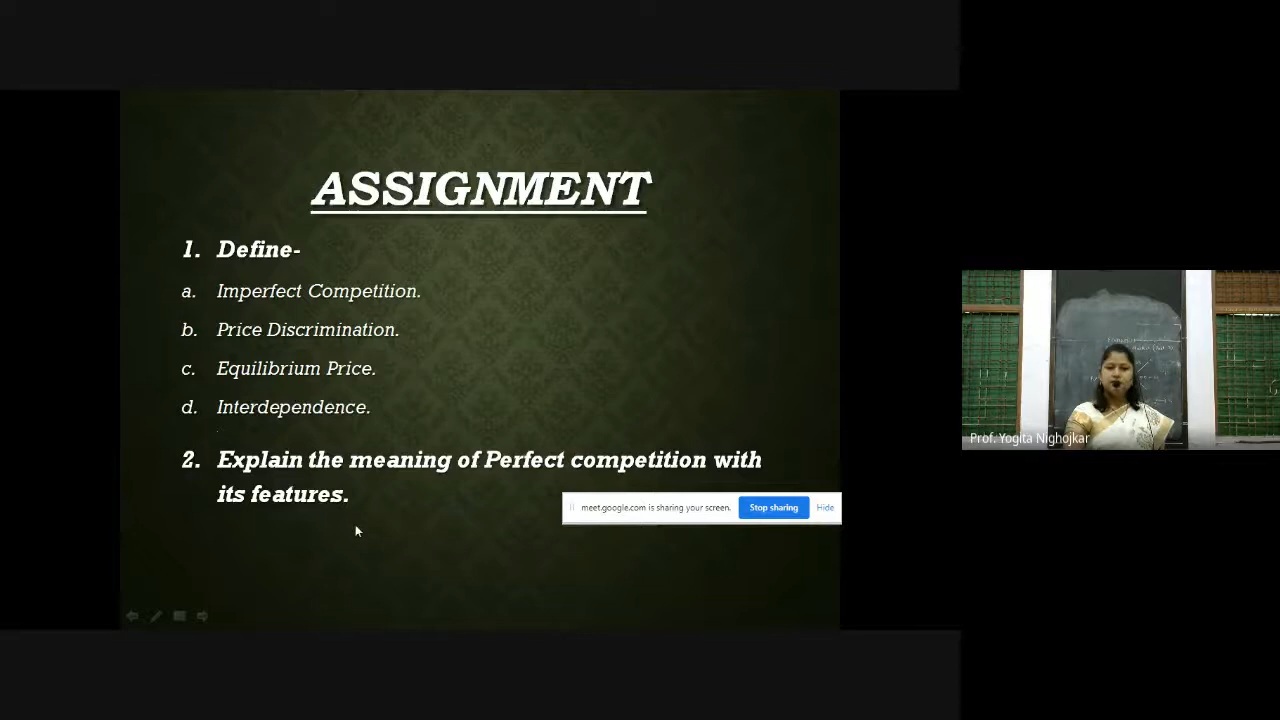 ASSIGNMENT
1. Define-
a. Imperfect Competition.
b. Price Discrimination.
c. Equilibrium Price.
d. Interdependence.
2. Explain the meaning of Perfect competition with
its features.
meet.google.com is sharing your screen. Stop sharing Hide
Prof. Yogita Nighojkar